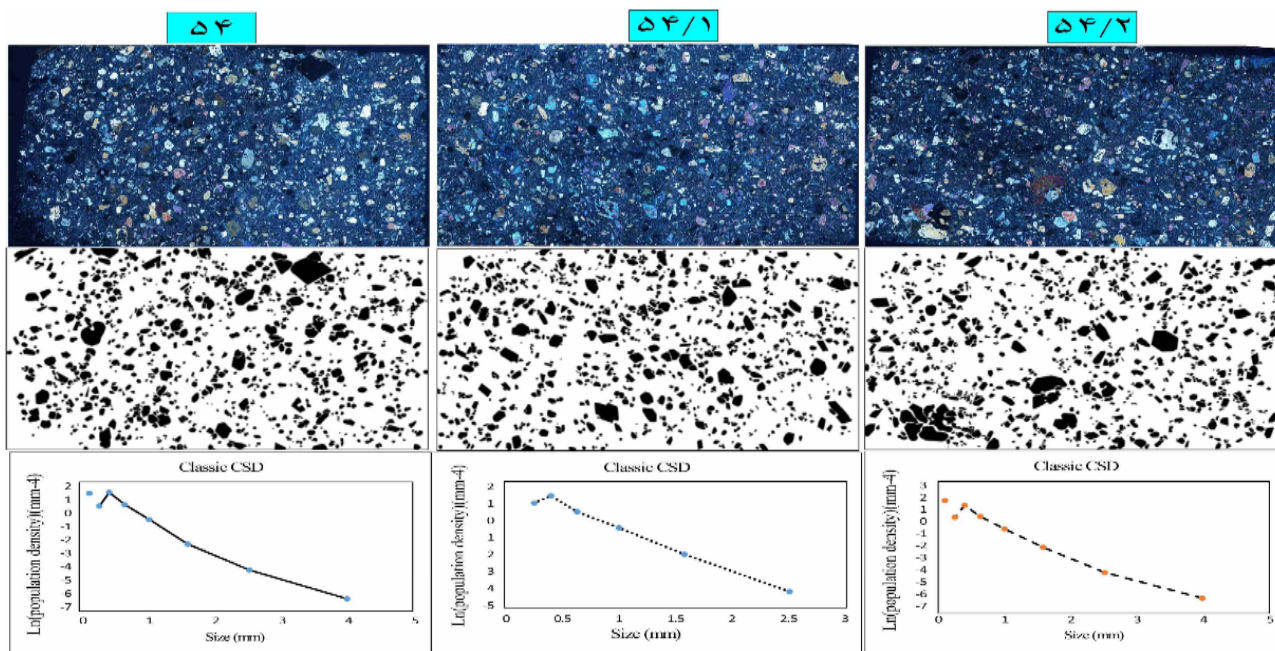 ۵۴
۵۴/۱
۵۴/۲
Classic CSD
Ln(population density)(mm-4)
2
1
0
-1
-2
-3
-4
-5
-6
-7
0 1 2 3 4 5
Size (mm)
Classic CSD
Ln(population density)(mm-4)
2
1
0
1
2
3
4
-5
0 0.5 1 1.5 2 2.5 3
Size (mm)
Classic CSD
Ln(population density)(mm-4)
3
2
1
0
-1
-2
-3
-4
-5
-6
-7
0 1 2 3 4 5
Size (mm)